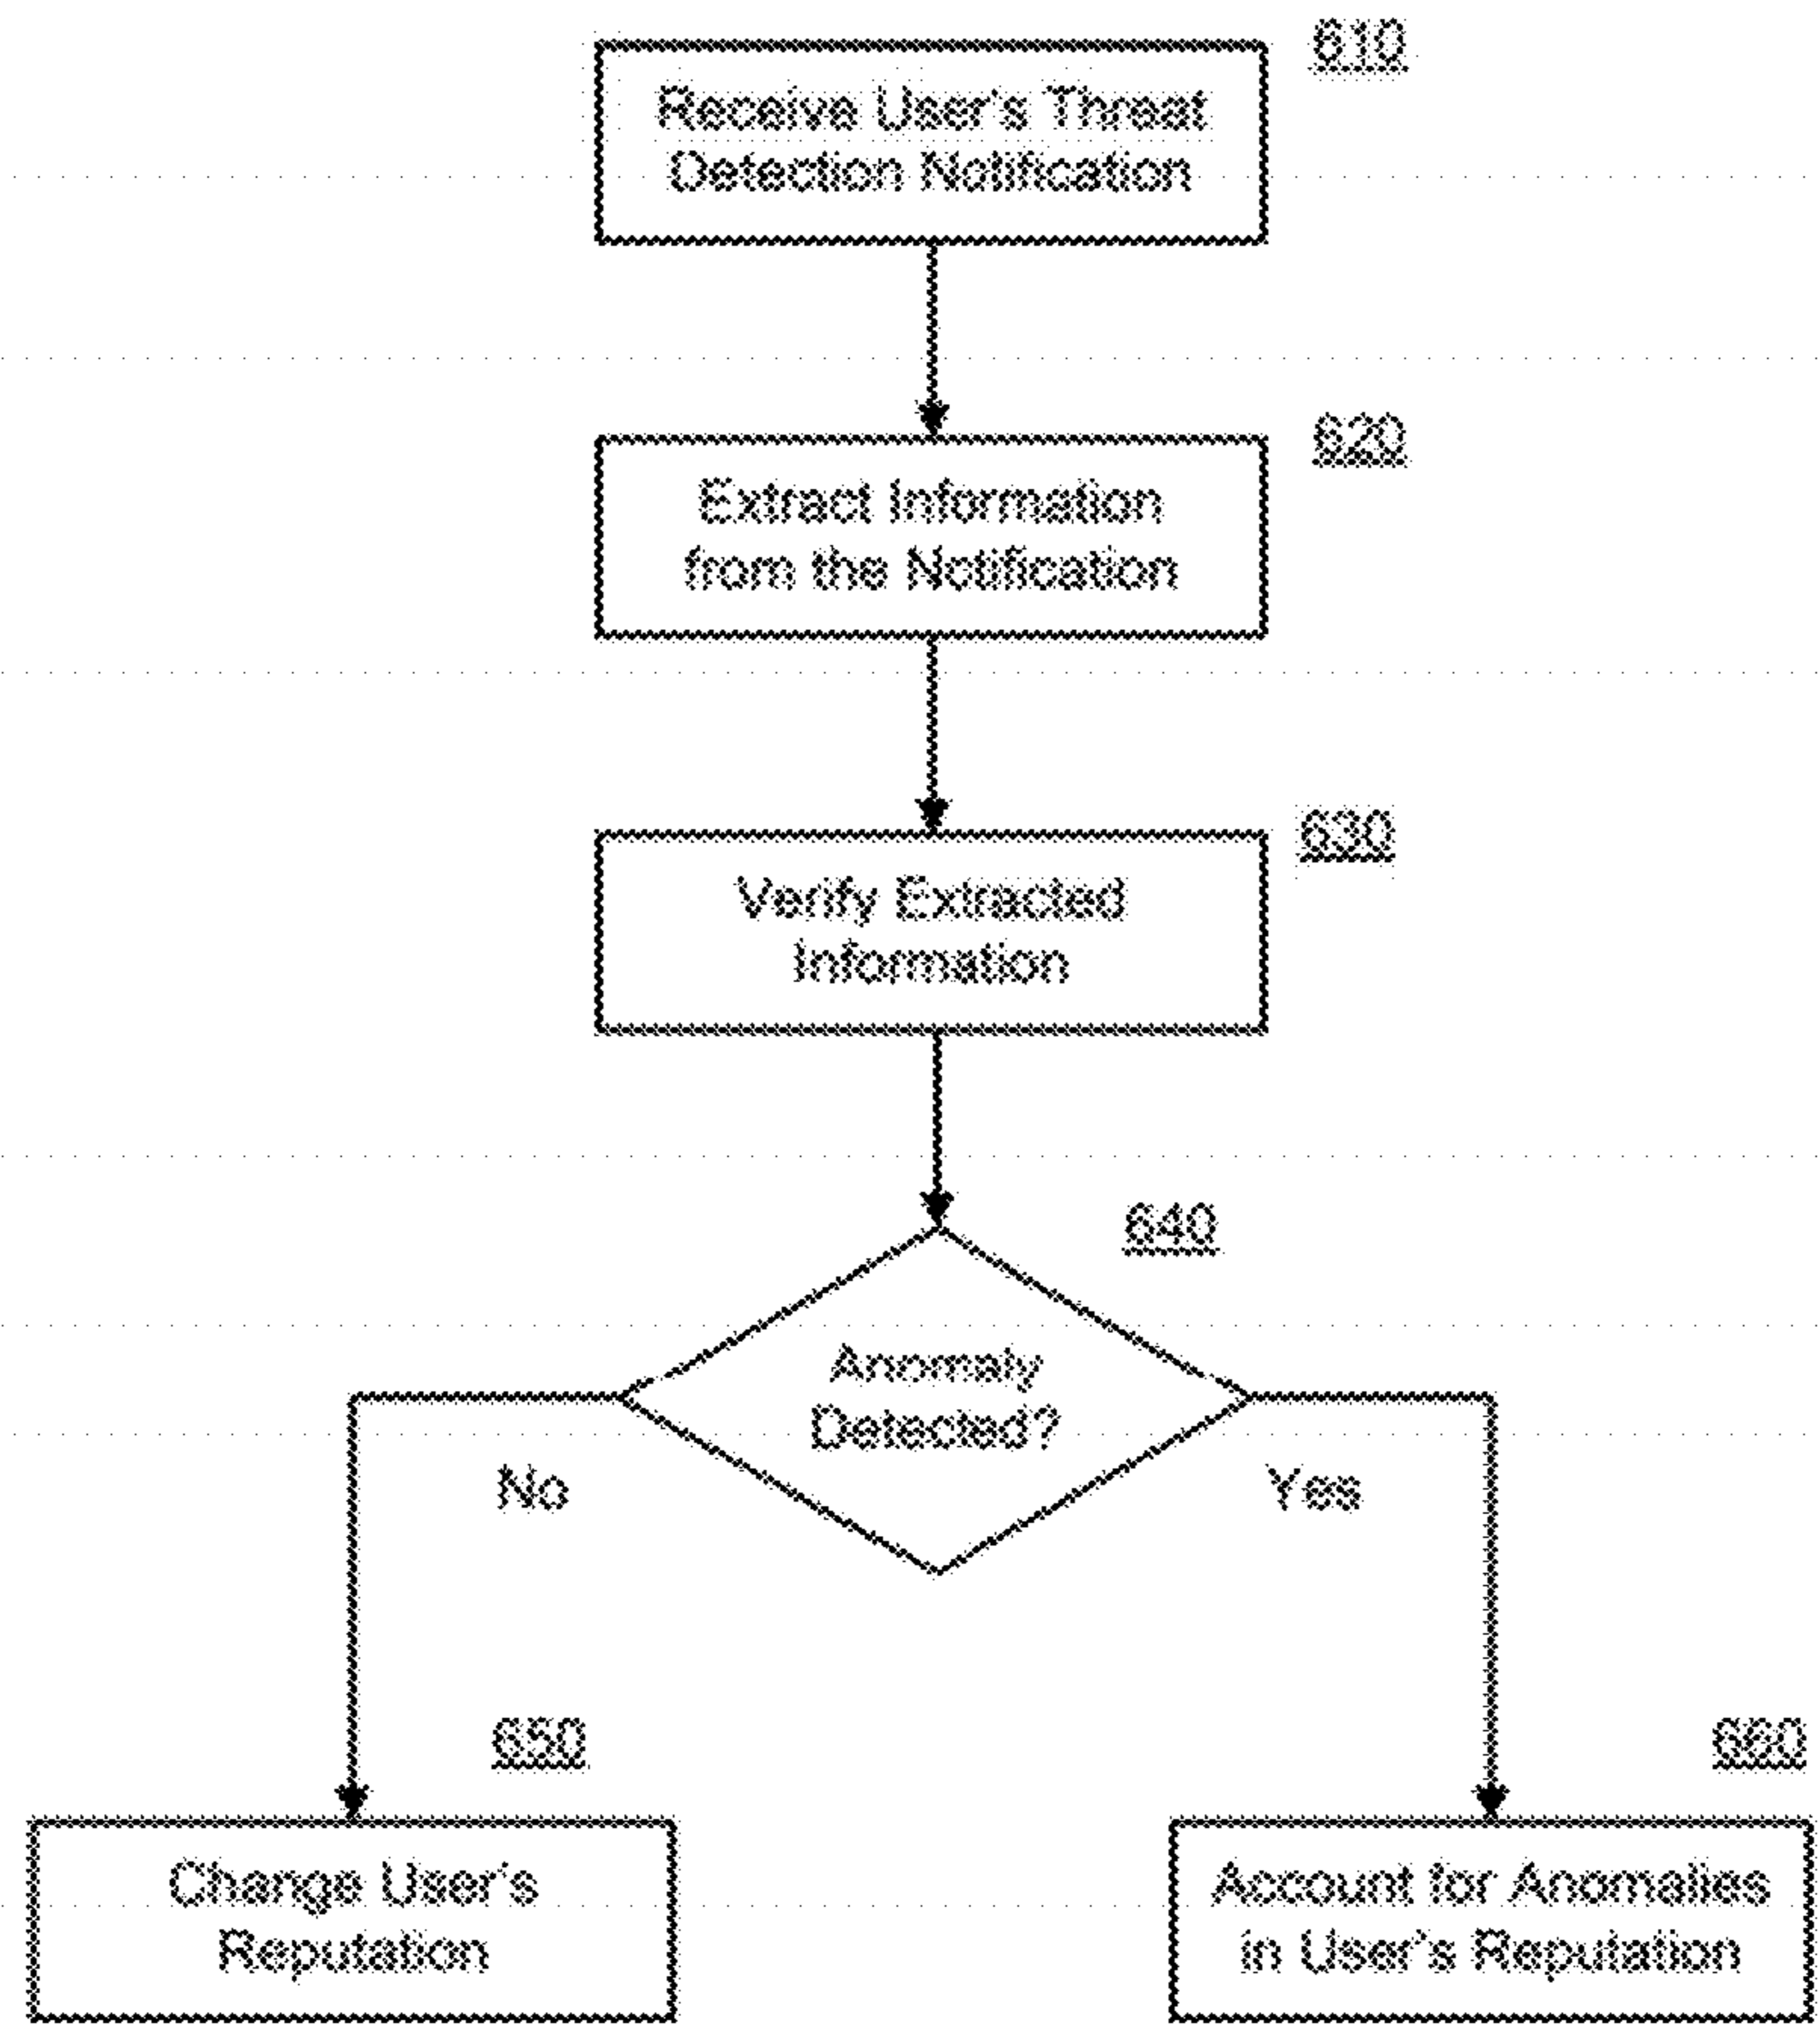 610
Receive User's Threat
Detection Notification
620
Extract Information
from the Notification
630
Verify Extracted
Information
640
Anomaly
Detected?
No
Yes
650
660
Change User's
Reputation
Account for Anomalies
in User's Reputation